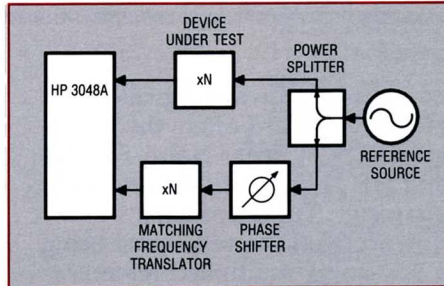 DEVICE
UNDER TEST
xN
HP 3048A
POWER
SPLITTER
REFERENCE
SOURCE
xN
MATCHING
FREQUENCY
TRANSLATOR
PHASE
SHIFTER